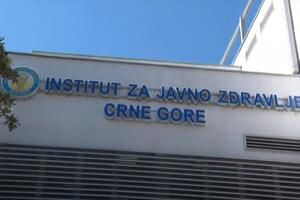 INSTITUT ZA JAVNO ZDRAVLJE
CRNE GORE